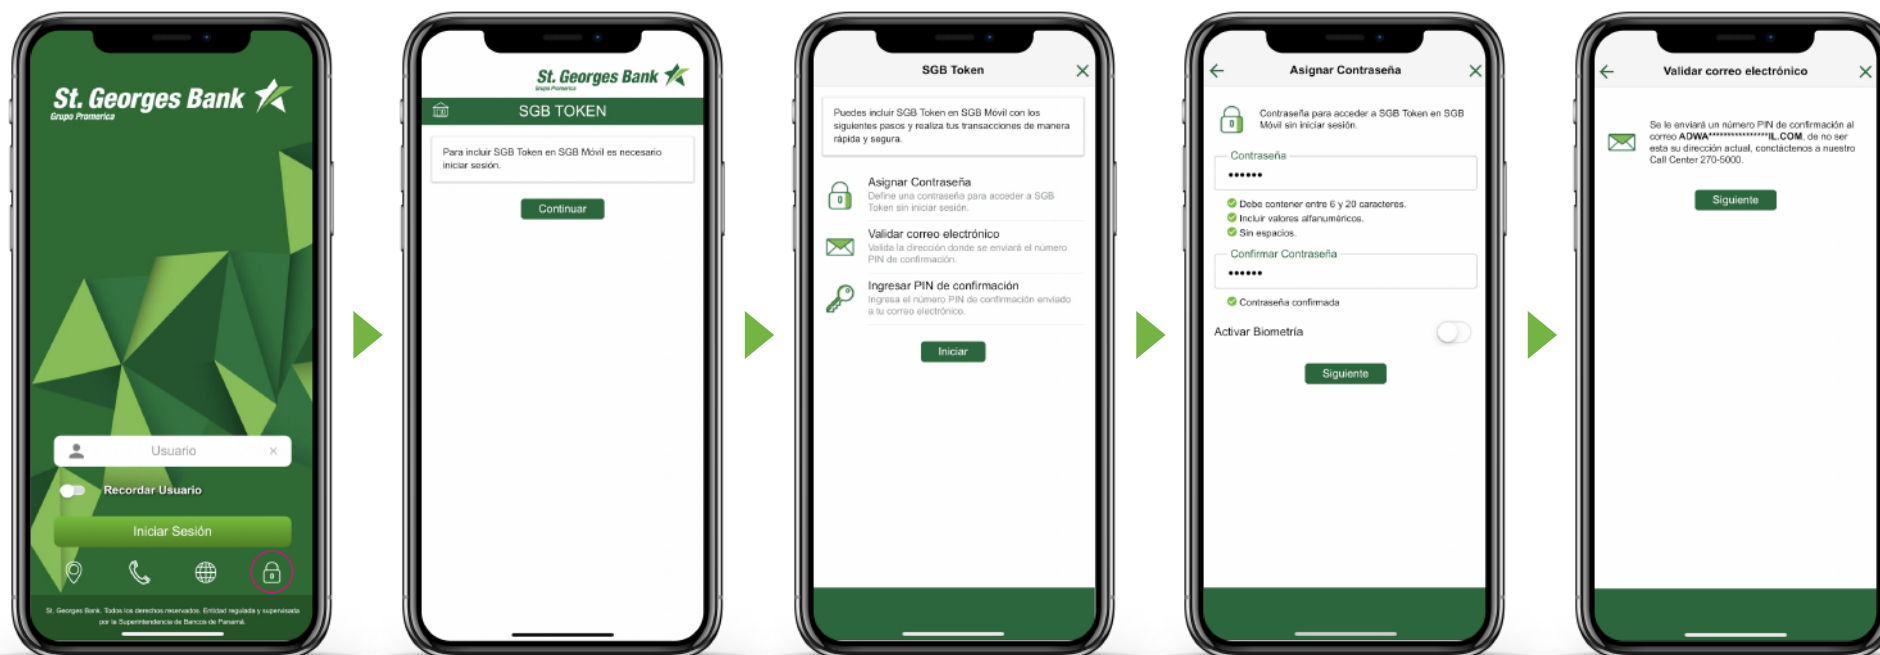 St. Georges Bank
Grupo Promerica
Usuario
Recordar Usuario
Iniciar Sesión
St. Georges Bank. Todos los derechos reservados. Entidad regulada y supervisada
por la Superintendencia de Bancos de Panamá.
St. Georges Bank
Grupo Promerica
SGB TOKEN
Para incluir SGB Token en SGB Móvil es necesario
iniciar sesión.
Continuar
SGB Token
Puedes incluir SGB Token en SGB Móvil con los
siguientes pasos y realiza tus transacciones de manera
rápida y segura.
Asignar Contraseña
Define una contraseña para acceder a SGB
Token sin iniciar sesión.
Validar correo electrónico
Valida la dirección donde se enviará el número
PIN de confirmación.
Ingresar PIN de confirmación
Ingresa el número PIN de confirmación enviado
a tu correo electrónico.
Iniciar
Asignar Contraseña
Contraseña para acceder a SGB Token en SGB
Móvil sin iniciar sesión.
Contraseña
••••••
Debe contener entre 6 y 20 caracteres.
Incluir valores alfanuméricos.
Sin espacios.
Confirmar Contraseña
••••••
Contraseña confirmada
Activar Biometría
Siguiente
Validar correo electrónico
Se le enviará un número PIN de confirmación al
correo ADWA****************IL.COM, de no ser
esta su dirección actual, conctáctenos a nuestro
Call Center 270-5000.
Siguiente